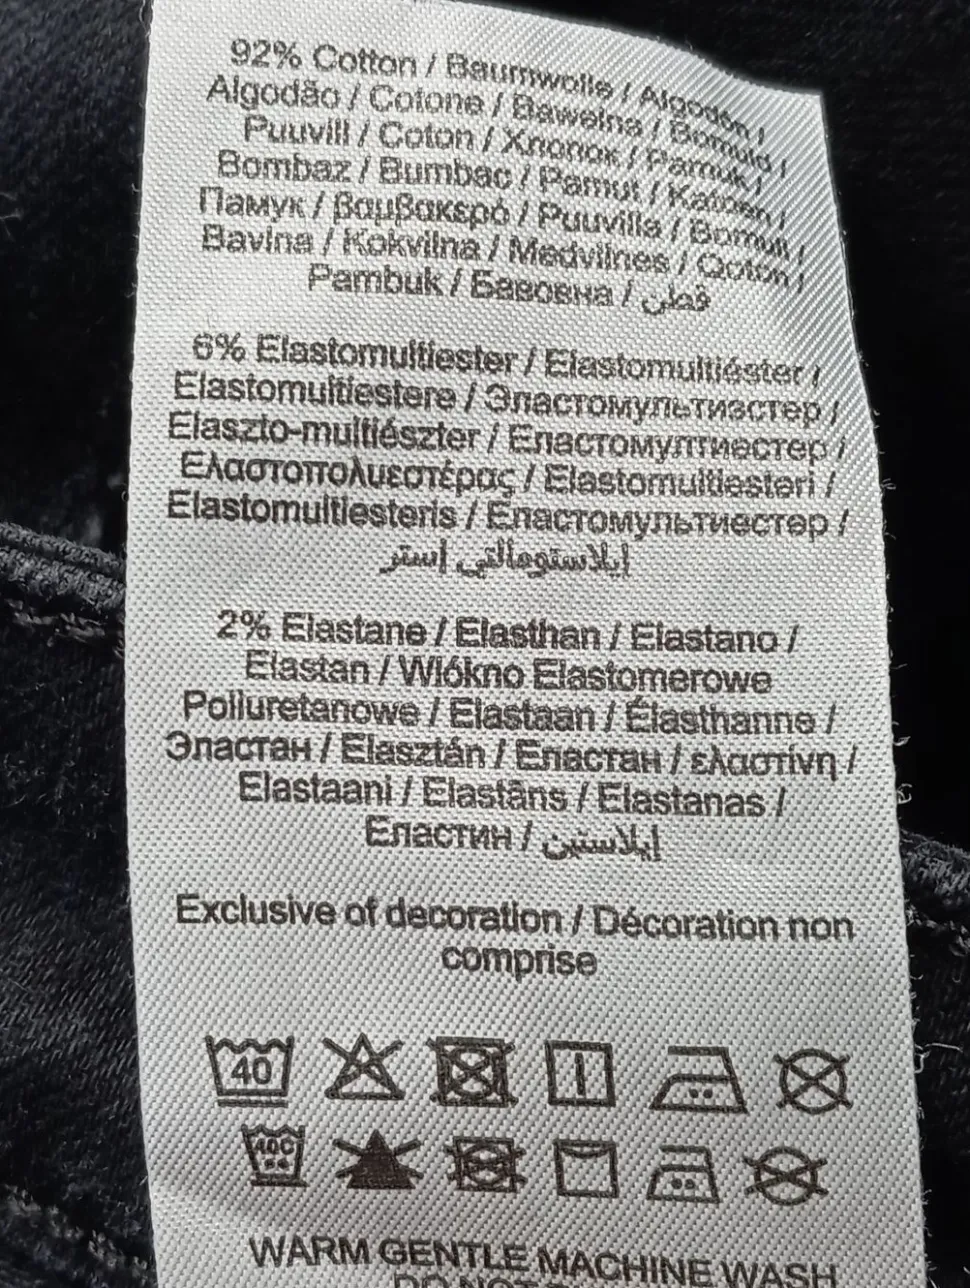 92% Cotton / Baumwolle / Algodón /
Algodão / Cotone / Bawełna / Bomuld /
Puuvill / Coton / Хлопок / Pamuk /
Bombaz / Bumbac / Pamut / Katoen /
Памук / βαμβακερό / Puuvilla / Bomull /
Bavlna / Kokvilna / Medvilnes / Qoton /
Pambuk / Бавовна / قطن
6% Elastomultiester / Elastomultiéster /
Elastomultiestere / Эластомультиэстер /
Elaszto-multiészter / Еластомултиестер /
Ελαστοπολυεστέρας / Elastomultiesteri /
Elastomultiesteris / Еластомультиестер /
إيلاستومالتي إستر
2% Elastane / Elasthan / Elastano /
Elastan / Włókno Elastomerowe
Poliuretanowe / Elastaan / Élasthanne /
Эластан / Elasztán / Еластан / ελαστίνη /
Elastaani / Elastāns / Elastanas /
Еластин / إيلاستين
Exclusive of decoration / Décoration non
comprise
40
40C
WARM GENTLE MACHINE WASH
DO NOT